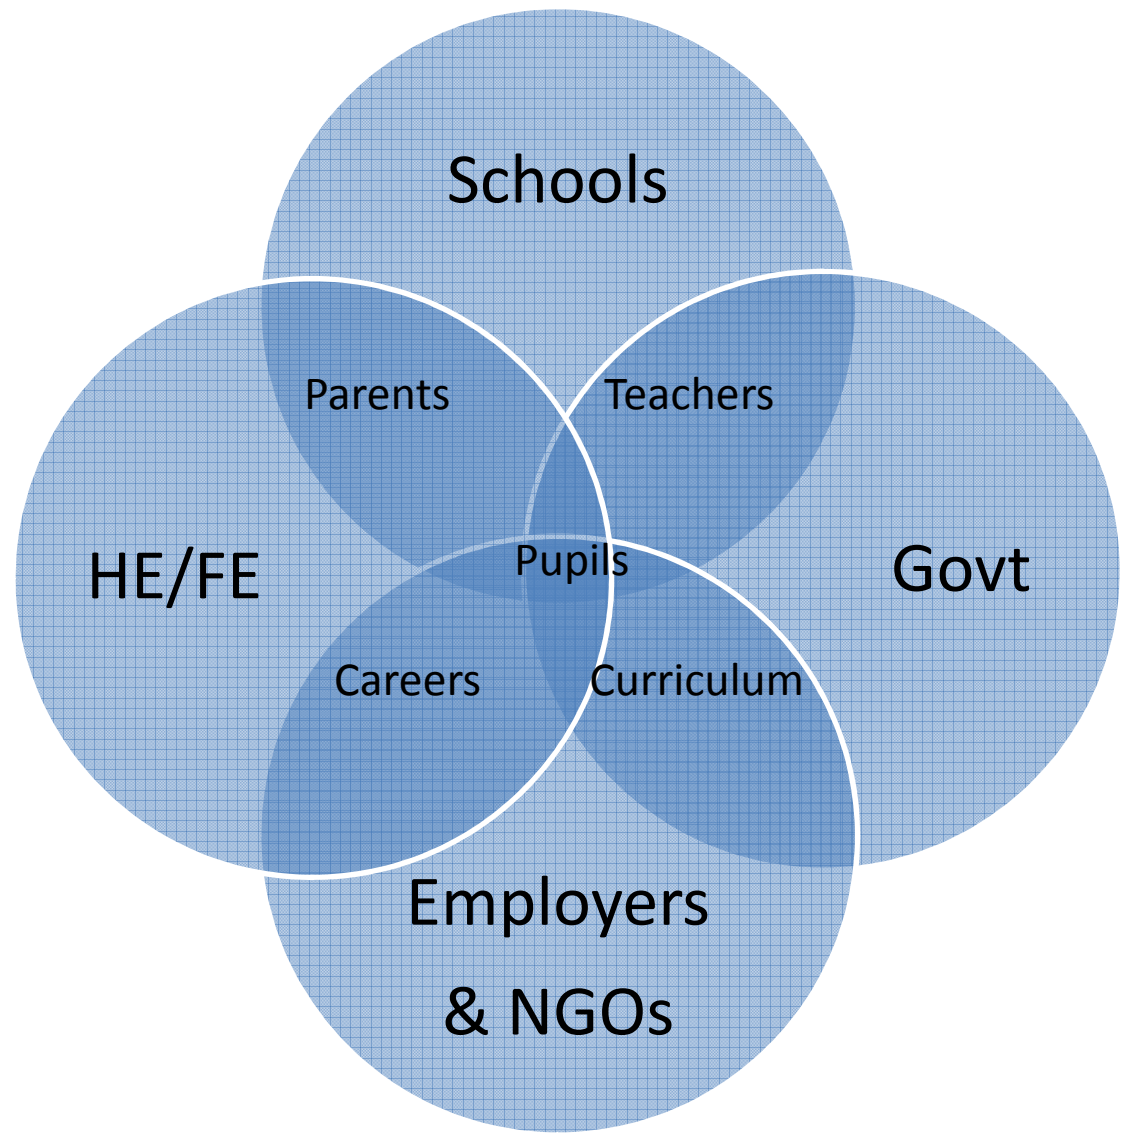 Schools
Parents
Teachers
HE/FE
Pupils
Govt
Careers
Curriculum
Employers
& NGOs